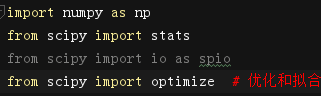 import numpy as np
from scipy import stats
from scipy import io as spio
from scipy import optimize  # 优化和拟合